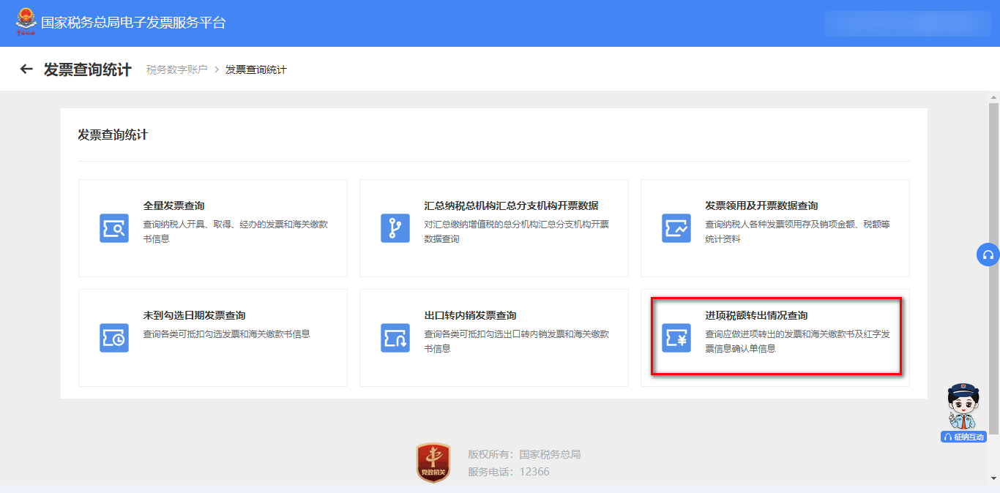 国家税务总局电子发票服务平台
发票查询统计 税务数字账户 > 发票查询统计
发票查询统计
全量发票查询
查询纳税人开具、取得、经办的发票和海关缴款
书信息
汇总纳税总机构汇总分支机构开票数据
对汇总缴纳增值税的总分机构汇总分支机构开票
数据查询
发票领用及开票数据查询
查询纳税人各种发票领用存及销项金额、税额等
统计资料
未到勾选日期发票查询
查询各类可抵扣勾选发票和海关缴款书信息
出口转内销发票查询
查询各类可抵扣勾选出口转内销发票和海关缴款
书信息
进项税额转出情况查询
查询应做进项转出的发票和海关缴款书及红字发
票信息确认单信息
征纳互动
党政机关
版权所有：国家税务总局
服务电话：12366